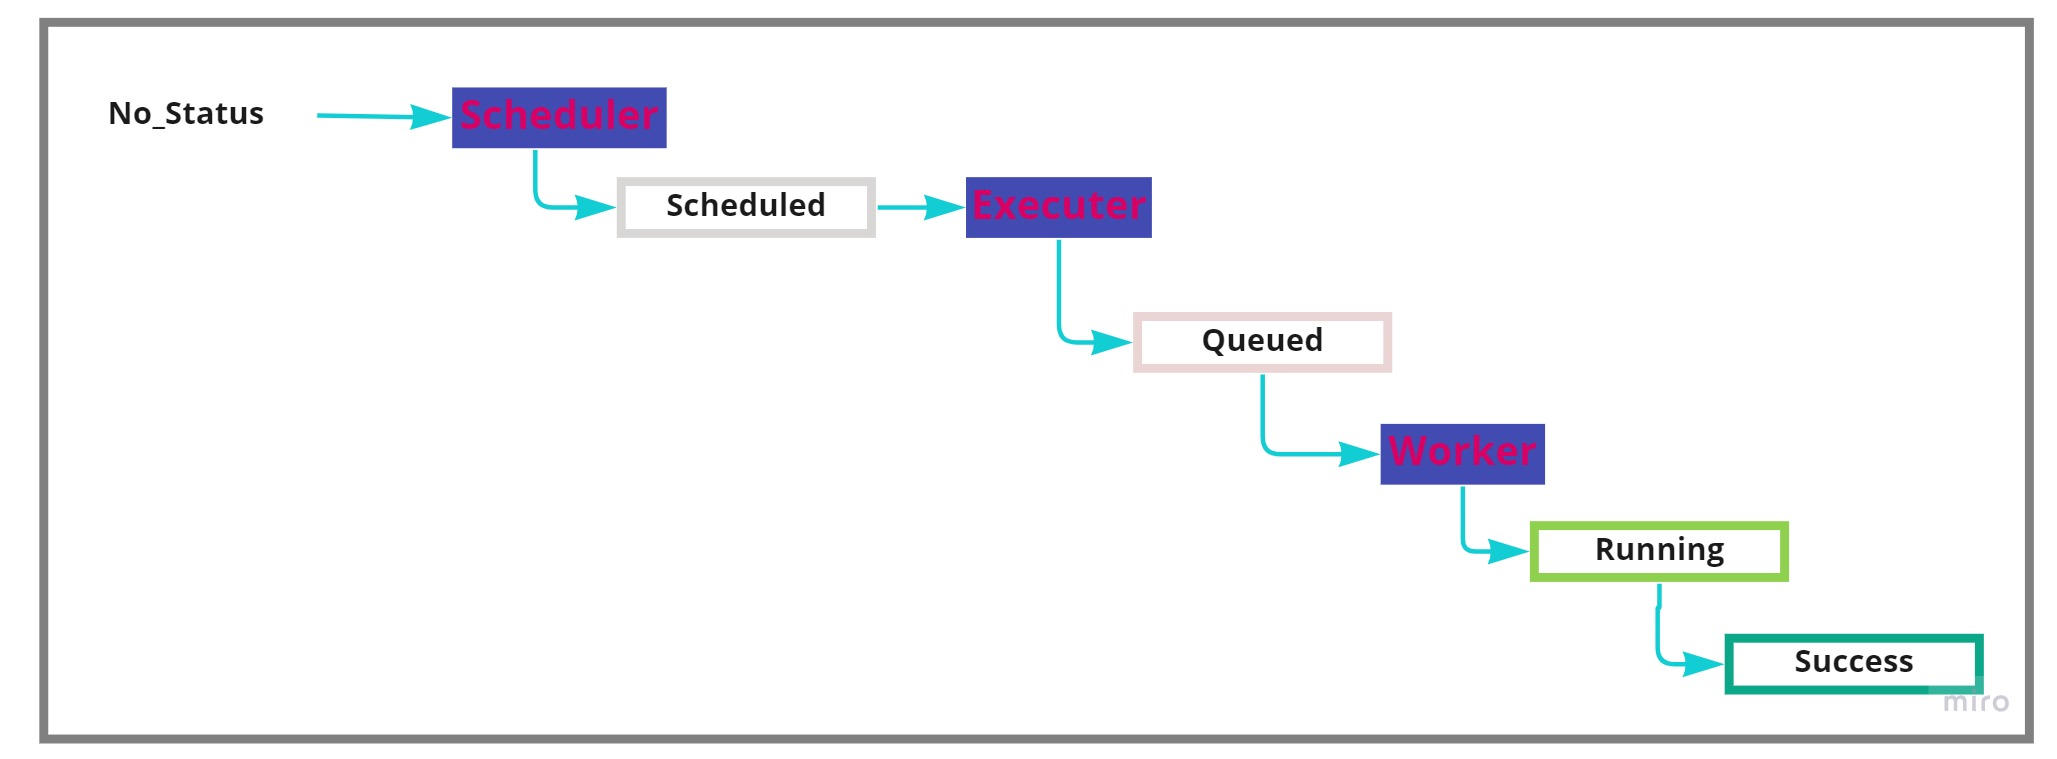 No_Status
Scheduler
Scheduled
Executer
Queued
Worker
Running
Success
miro